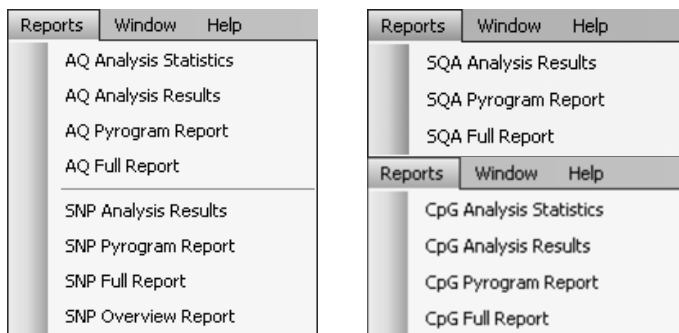 Reports Window Help
AQ Analysis Statistics
AQ Analysis Results
AQ Pyrogram Report
AQ Full Report
SNP Analysis Results
SNP Pyrogram Report
SNP Full Report
SNP Overview Report
Reports Window Help
SQA Analysis Results
SQA Pyrogram Report
SQA Full Report
Reports Window Help
CpG Analysis Statistics
CpG Analysis Results
CpG Pyrogram Report
CpG Full Report